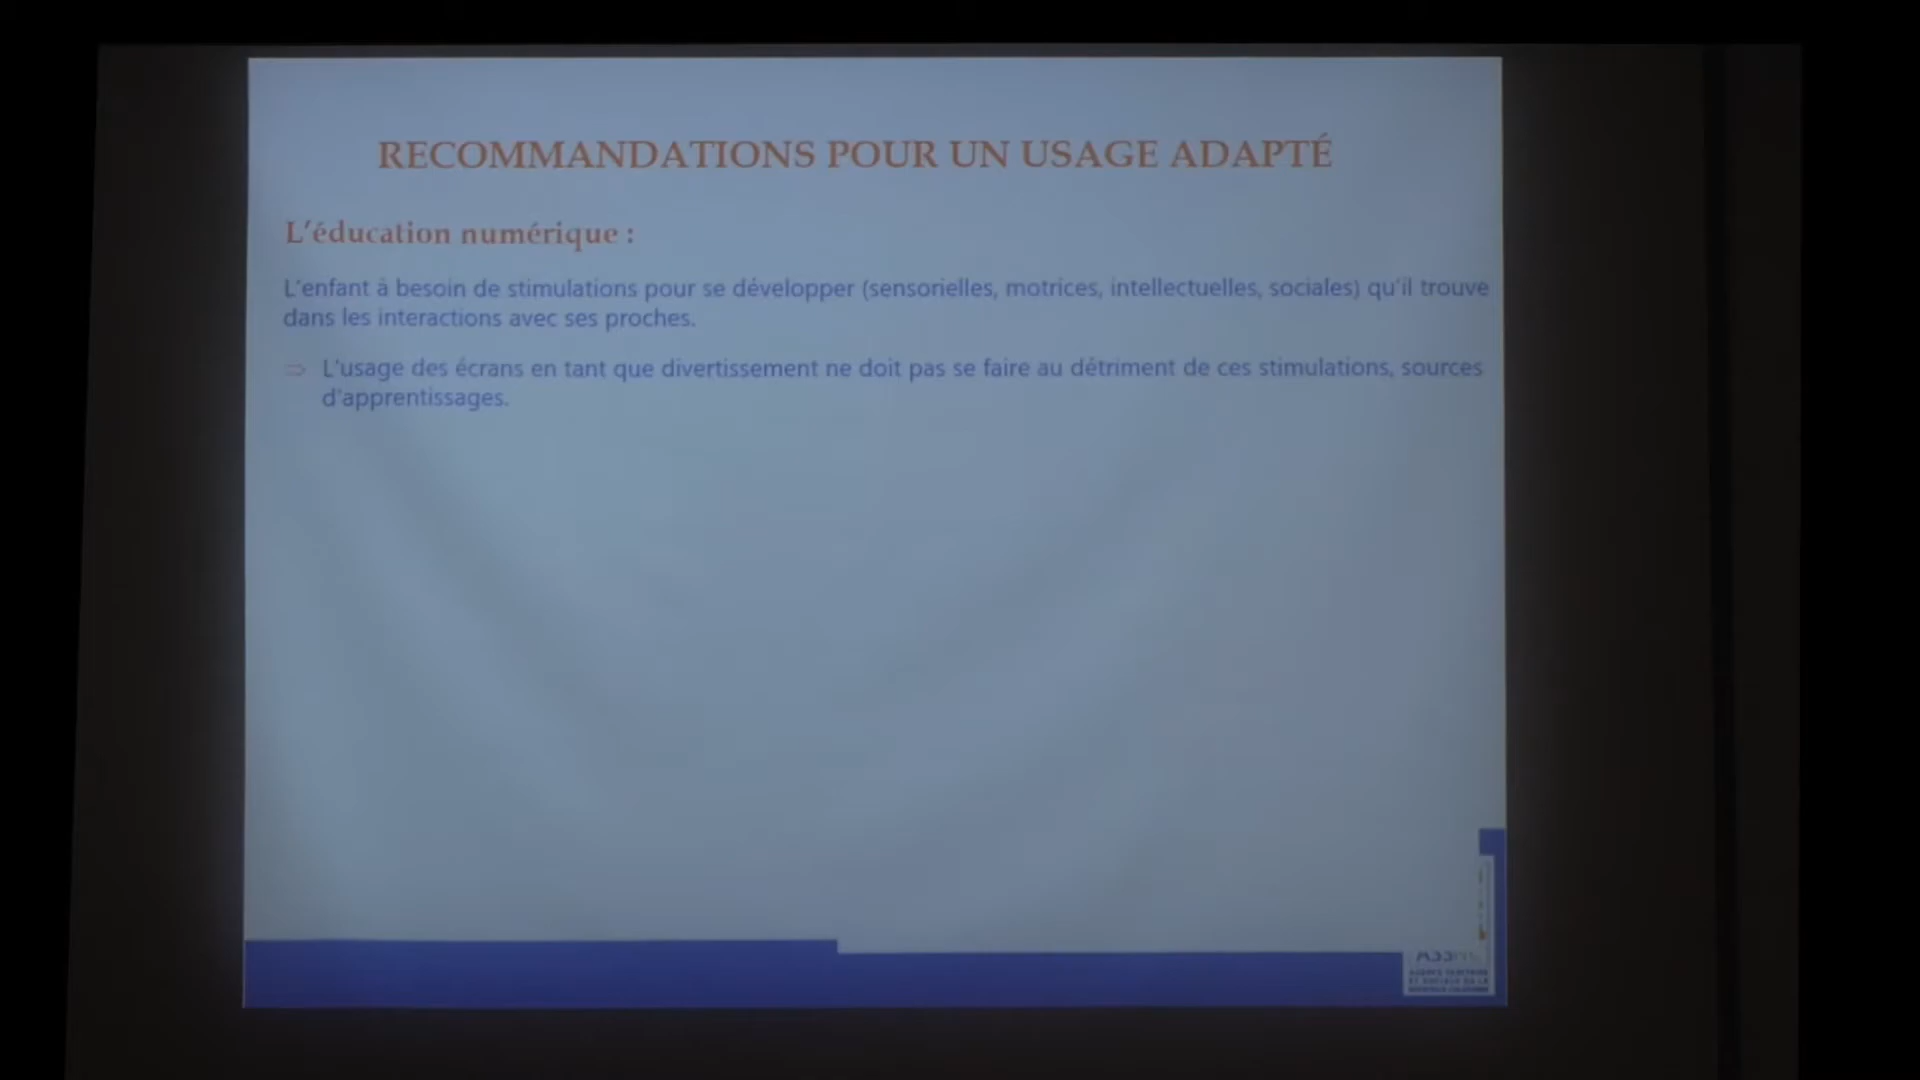 RECOMMANDATIONS POUR UN USAGE ADAPTÉ
L'éducation numérique :
L'enfant à besoin de stimulations pour se développer (sensorielles, motrices, intellectuelles, sociales) qu'il trouve
dans les interactions avec ses proches.
⇒ L'usage des écrans en tant que divertissement ne doit pas se faire au détriment de ces stimulations, sources
d'apprentissages.